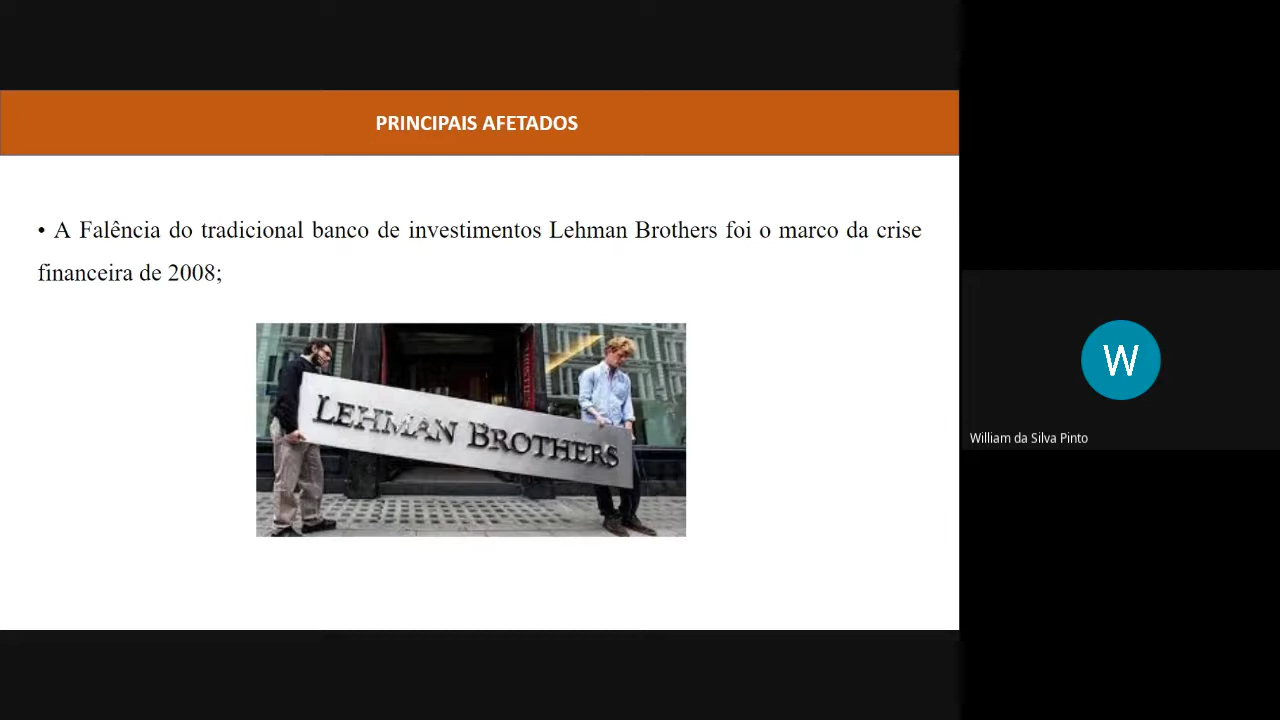 PRINCIPAIS AFETADOS
• A Falência do tradicional banco de investimentos Lehman Brothers foi o marco da crise
financeira de 2008;
LEHMAN BROTHERS
W
William da Silva Pinto